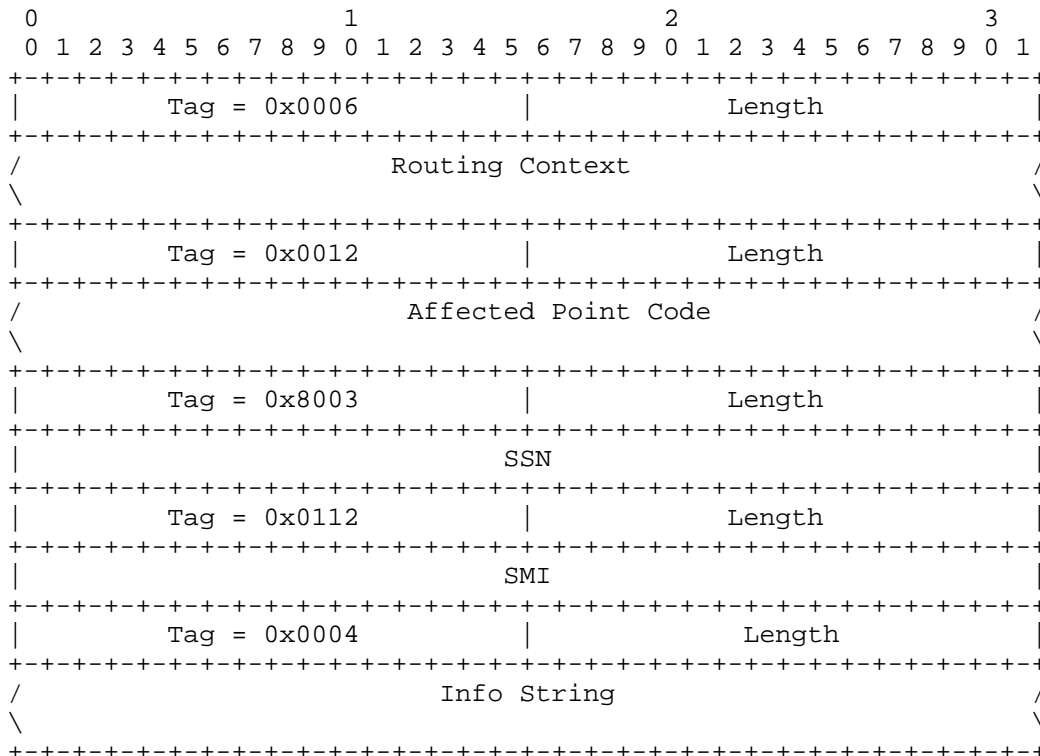 0                   1                   2                   3
 0 1 2 3 4 5 6 7 8 9 0 1 2 3 4 5 6 7 8 9 0 1 2 3 4 5 6 7 8 9 0 1
+-+-+-+-+-+-+-+-+-+-+-+-+-+-+-+-+-+-+-+-+-+-+-+-+-+-+-+-+-+-+-+-+
|         Tag = 0x0006          |            Length             |
+-+-+-+-+-+-+-+-+-+-+-+-+-+-+-+-+-+-+-+-+-+-+-+-+-+-+-+-+-+-+-+-+
/                       Routing Context                         /
\                                                               \
+-+-+-+-+-+-+-+-+-+-+-+-+-+-+-+-+-+-+-+-+-+-+-+-+-+-+-+-+-+-+-+-+
|         Tag = 0x0012          |            Length             |
+-+-+-+-+-+-+-+-+-+-+-+-+-+-+-+-+-+-+-+-+-+-+-+-+-+-+-+-+-+-+-+-+
/                        Affected Point Code                    /
\                                                               \
+-+-+-+-+-+-+-+-+-+-+-+-+-+-+-+-+-+-+-+-+-+-+-+-+-+-+-+-+-+-+-+-+
|         Tag = 0x8003          |            Length             |
+-+-+-+-+-+-+-+-+-+-+-+-+-+-+-+-+-+-+-+-+-+-+-+-+-+-+-+-+-+-+-+-+
|                              SSN                              |
+-+-+-+-+-+-+-+-+-+-+-+-+-+-+-+-+-+-+-+-+-+-+-+-+-+-+-+-+-+-+-+-+
|         Tag = 0x0112          |            Length             |
+-+-+-+-+-+-+-+-+-+-+-+-+-+-+-+-+-+-+-+-+-+-+-+-+-+-+-+-+-+-+-+-+
|                              SMI                              |
+-+-+-+-+-+-+-+-+-+-+-+-+-+-+-+-+-+-+-+-+-+-+-+-+-+-+-+-+-+-+-+-+
|         Tag = 0x0004          |             Length            |
+-+-+-+-+-+-+-+-+-+-+-+-+-+-+-+-+-+-+-+-+-+-+-+-+-+-+-+-+-+-+-+-+
/                          Info String                          /
\                                                               \
+-+-+-+-+-+-+-+-+-+-+-+-+-+-+-+-+-+-+-+-+-+-+-+-+-+-+-+-+-+-+-+-+